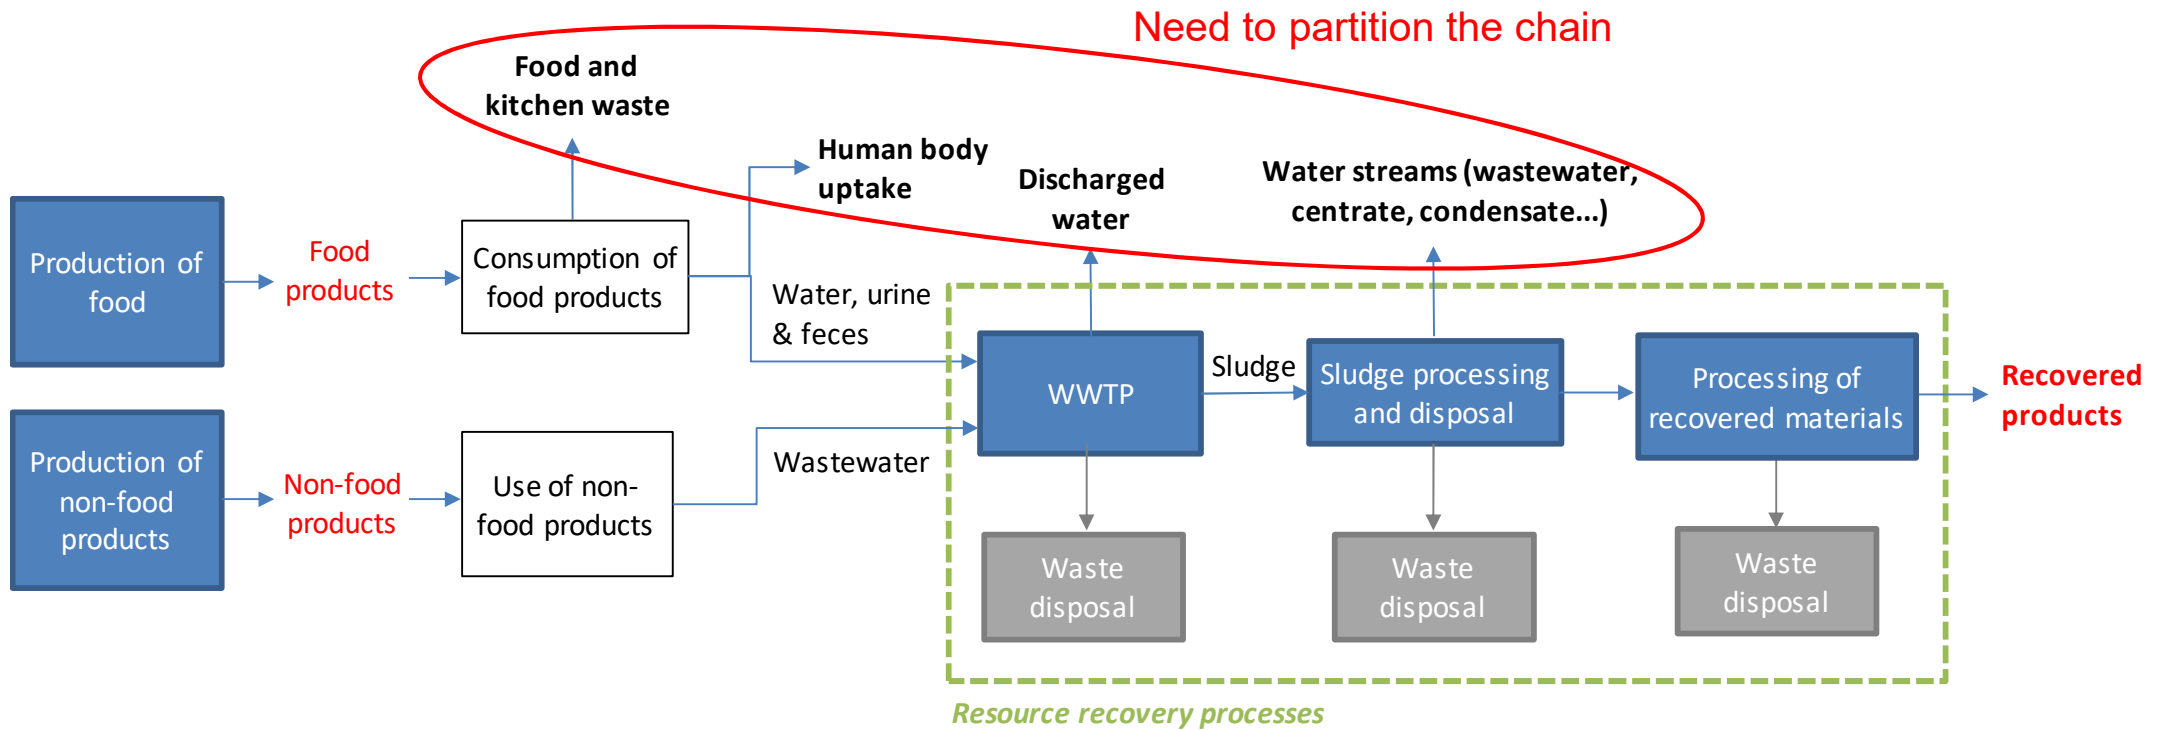 Need to partition the chain
Food and
kitchen waste
Human body
uptake
Discharged
water
Water streams (wastewater,
centrate, condensate...)
Production of
food
Food
products
Consumption of
food products
Water, urine
& feces
Production of
non-food
products
Non-food
products
Use of non-
food products
Wastewater
WWTP
Sludge
Sludge processing
and disposal
Processing of
recovered materials
Recovered
products
Waste
disposal
Waste
disposal
Waste
disposal
Resource recovery processes